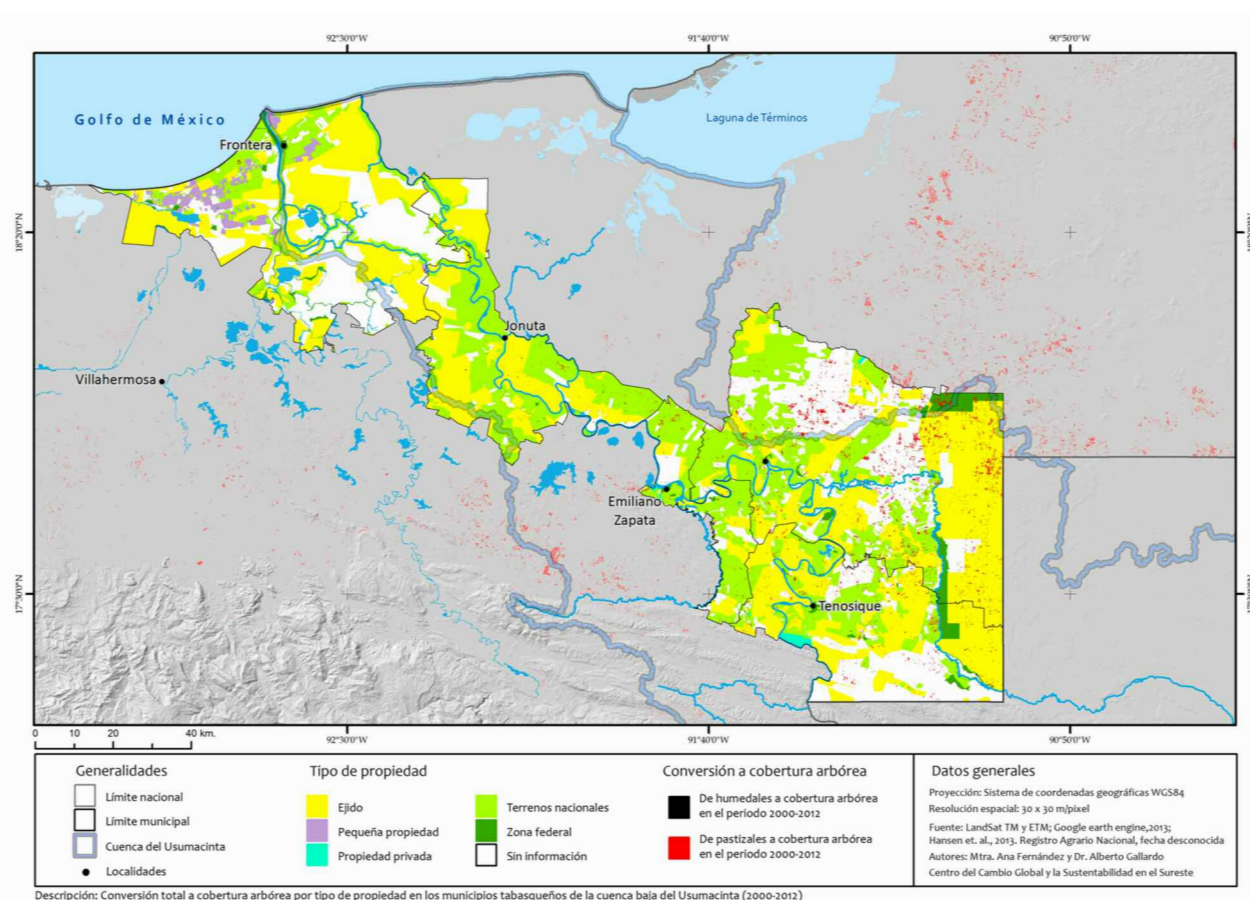 92°30'0"W
91°40'0"W
90°50'0"W
Golfo de México
Laguna de Términos
Frontera
18°20'0"N
Jonuta
Villahermosa
Emiliano
Zapata
17°30'0"N
Tenosique
0 10 20 40 km.
92°30'0"W
91°40'0"W
90°50'0"W
Generalidades
Límite nacional
Límite municipal
Cuenca del Usumacinta
Localidades
Tipo de propiedad
Ejido
Pequeña propiedad
Propiedad privada
Terrenos nacionales
Zona federal
Sin información
Conversión a cobertura arbórea
De humedales a cobertura arbórea
en el periodo 2000-2012
De pastizales a cobertura arbórea
en el periodo 2000-2012
Datos generales
Proyección: Sistema de coordenadas geográficas WGS84
Resolución espacial: 30 x 30 m/pixel
Fuente: LandSat TM y ETM; Google earth engine,2013;
Hansen et. al., 2013. Registro Agrario Nacional, fecha desconocida
Autores: Mtra. Ana Fernández y Dr. Alberto Gallardo
Centro del Cambio Global y la Sustentabilidad en el Sureste
Descripción: Conversión total a cobertura arbórea por tipo de propiedad en los municipios tabasqueños de la cuenca baja del Usumacinta (2000-2012)